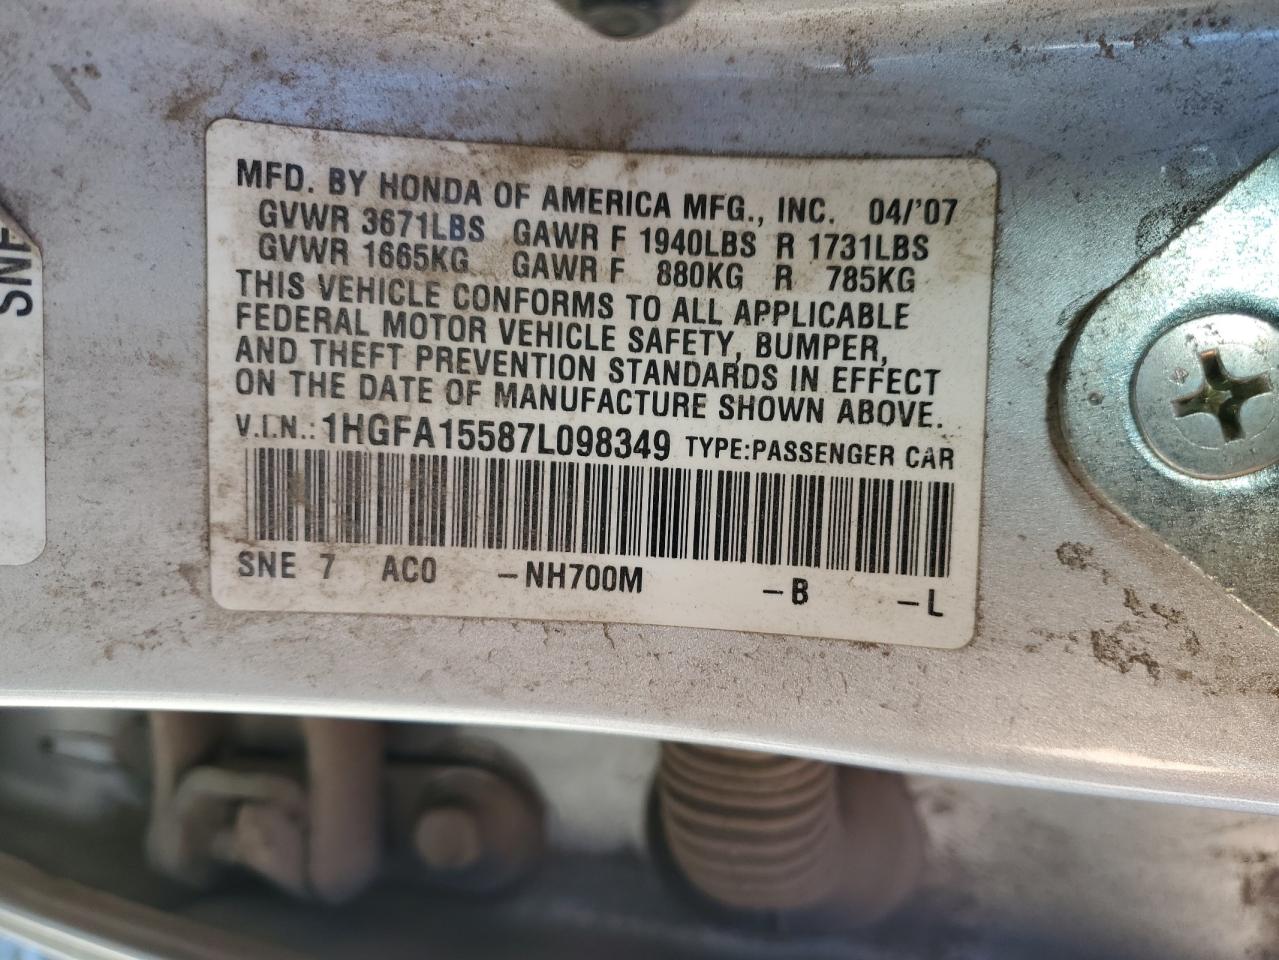 MFD. BY HONDA OF AMERICA MFG., INC. 04/'07
GVWR 3671LBS GAWR F 1940LBS R 1731LBS
GVWR 1665KG GAWR F 880KG R 785KG
THIS VEHICLE CONFORMS TO ALL APPLICABLE
FEDERAL MOTOR VEHICLE SAFETY, BUMPER,
AND THEFT PREVENTION STANDARDS IN EFFECT
ON THE DATE OF MANUFACTURE SHOWN ABOVE.
V.I.N.: 1HGFA15587L098349 TYPE:PASSENGER CAR
SNE 7 AC0 -NH700M -B -L
SNE